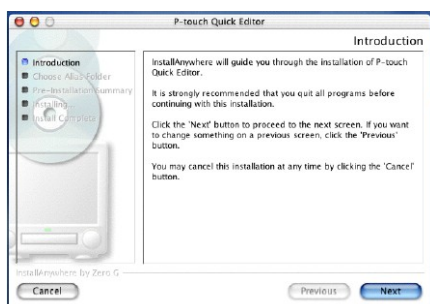 P-touch Quick Editor
Introduction
Introduction
Choose Alias Folder
Pre-Installation Summary
Installing...
Install Complete
InstallAnywhere will guide you through the installation of P-touch
Quick Editor.
It is strongly recommended that you quit all programs before
continuing with this installation.
Click the 'Next' button to proceed to the next screen. If you want
to change something on a previous screen, click the 'Previous'
button.
You may cancel this installation at any time by clicking the 'Cancel'
button.
InstallAnywhere by Zero G
Cancel
Previous
Next